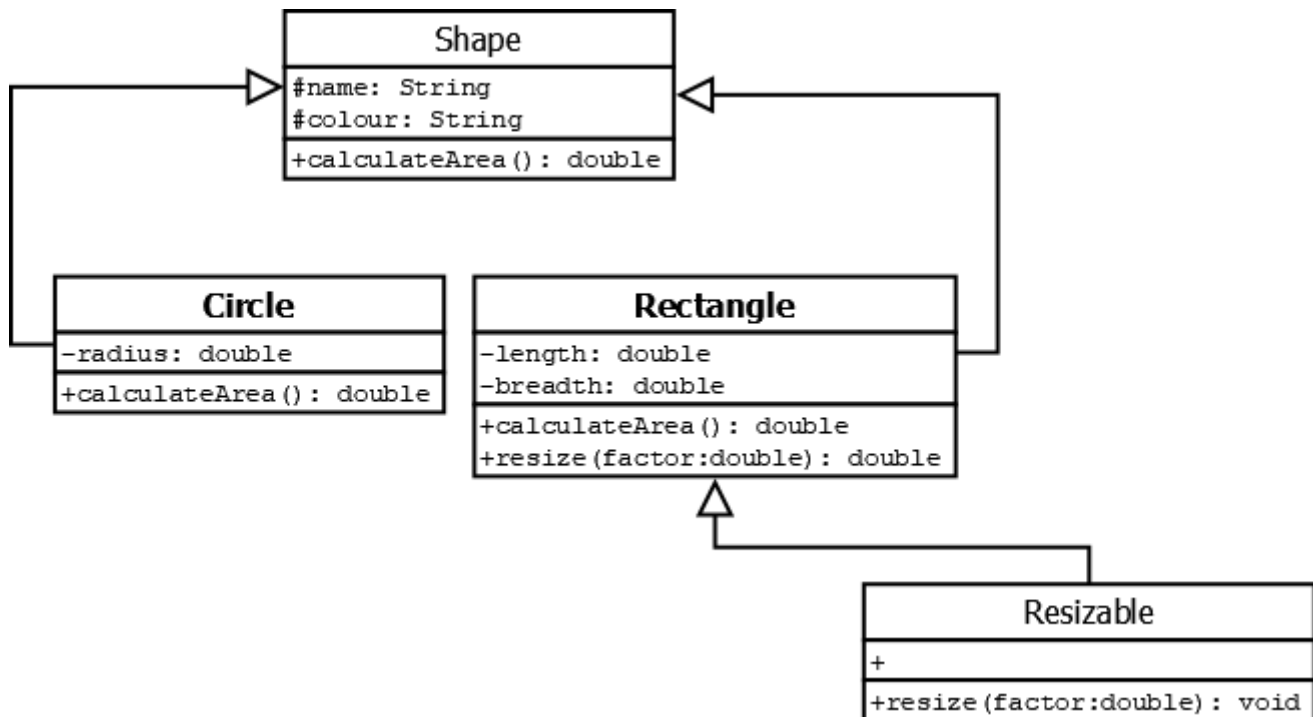 Shape
#name: String
#colour: String
+calculateArea(): double
Circle
-radius: double
+calculateArea(): double
Rectangle
-length: double
-breadth: double
+calculateArea(): double
+resize(factor:double): double
Resizable
+
+resize(factor:double): void